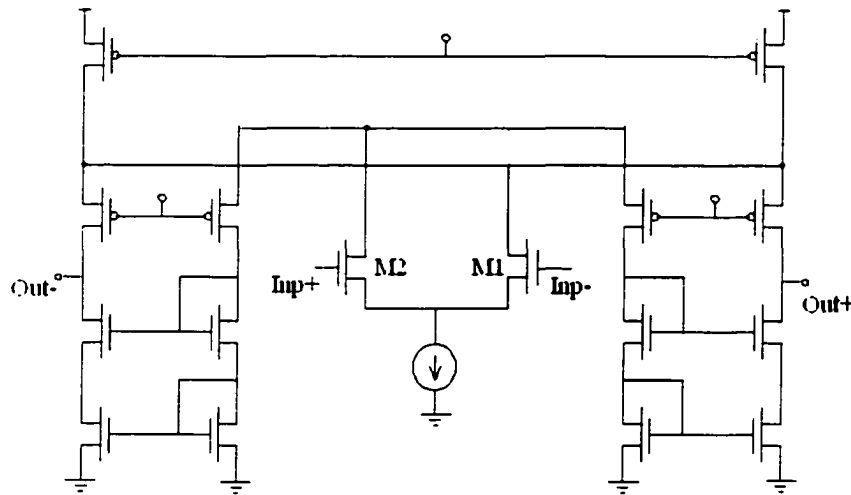 M2
M1
Inp+
Inp-
Out-
Out+